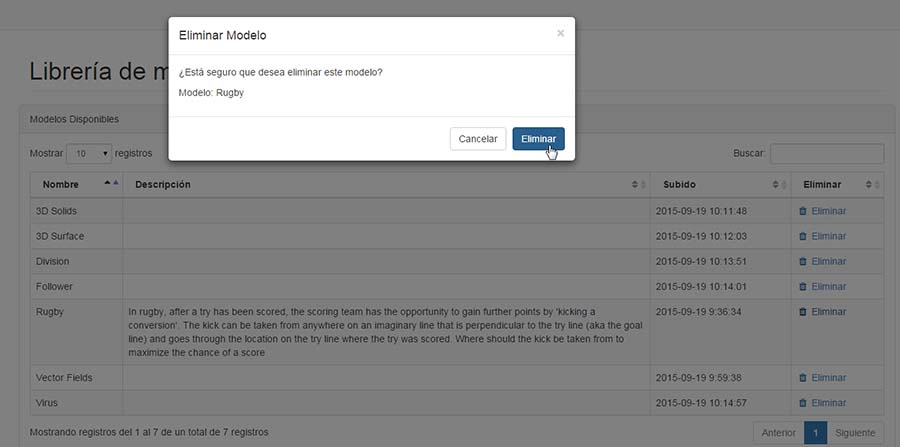 Eliminar Modelo ×
¿Está seguro que desea eliminar este modelo?
Modelo: Rugby
Cancelar Eliminar
Librería de m
Modelos Disponibles
Mostrar 10 registros Buscar:
Nombre Descripción Subido Eliminar
3D Solids 2015-09-19 10:11:48 Eliminar
3D Surface 2015-09-19 10:12:03 Eliminar
Division 2015-09-19 10:13:51 Eliminar
Follower 2015-09-19 10:14:01 Eliminar
Rugby In rugby, after a try has been scored, the scoring team has the opportunity to gain further points by 'kicking a 2015-09-19 9:36:34 Eliminar
conversion'. The kick can be taken from anywhere on an imaginary line that is perpendicular to the try line (aka the goal
line) and goes through the location on the try line where the try was scored. Where should the kick be taken from to
maximize the chance of a score
Vector Fields 2015-09-19 9:59:38 Eliminar
Virus 2015-09-19 10:14:57 Eliminar
Mostrando registros del 1 al 7 de un total de 7 registros Anterior 1 Siguiente